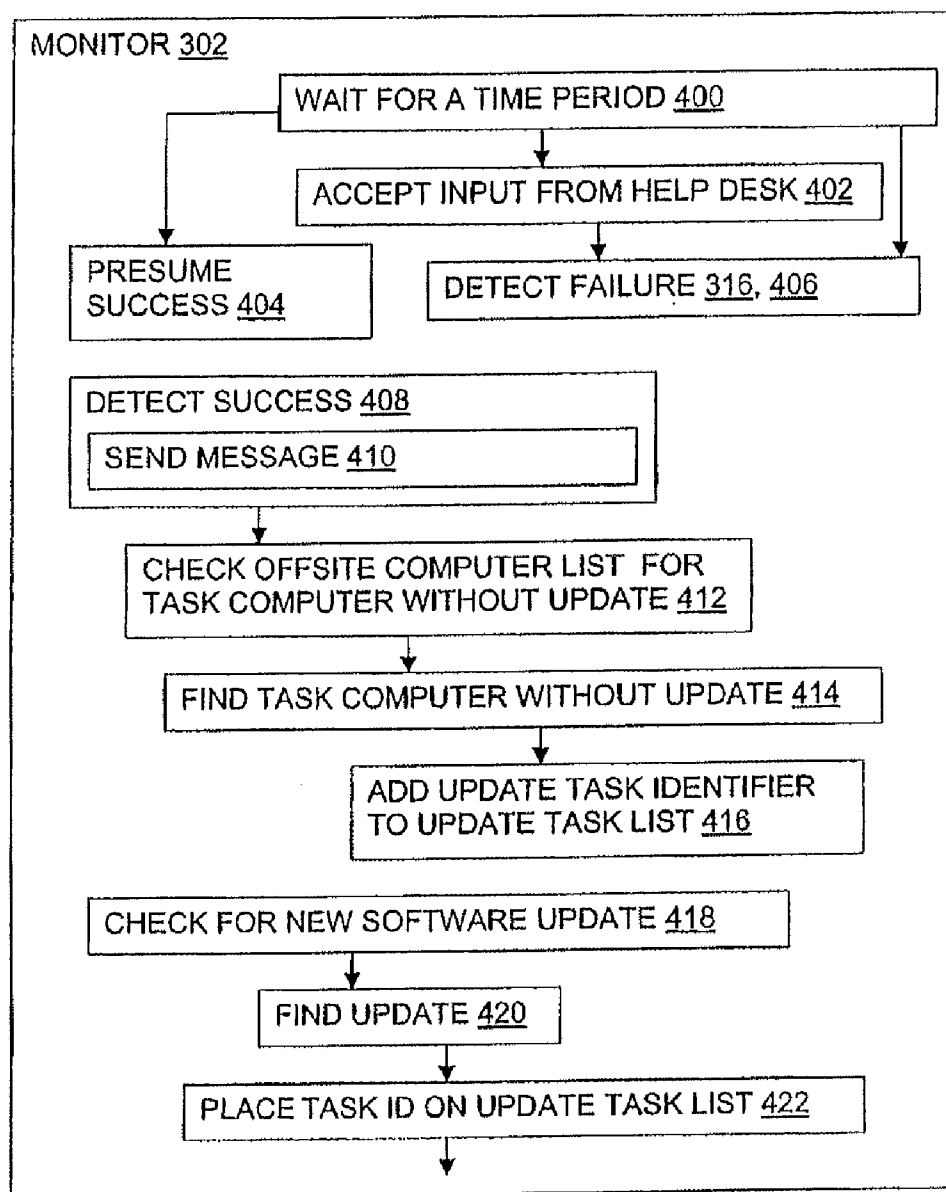 MONITOR 302
WAIT FOR A TIME PERIOD 400
ACCEPT INPUT FROM HELP DESK 402
PRESUME
SUCCESS 404
DETECT FAILURE 316, 406
DETECT SUCCESS 408
SEND MESSAGE 410
CHECK OFFSITE COMPUTER LIST FOR
TASK COMPUTER WITHOUT UPDATE 412
FIND TASK COMPUTER WITHOUT UPDATE 414
ADD UPDATE TASK IDENTIFIER
TO UPDATE TASK LIST 416
CHECK FOR NEW SOFTWARE UPDATE 418
FIND UPDATE 420
PLACE TASK ID ON UPDATE TASK LIST 422